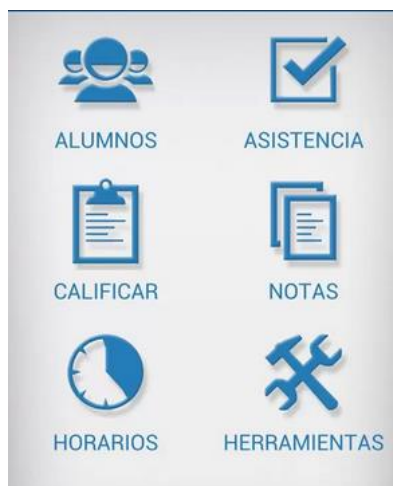 ALUMNOS ASISTENCIA
CALIFICAR NOTAS
HORARIOS HERRAMIENTAS